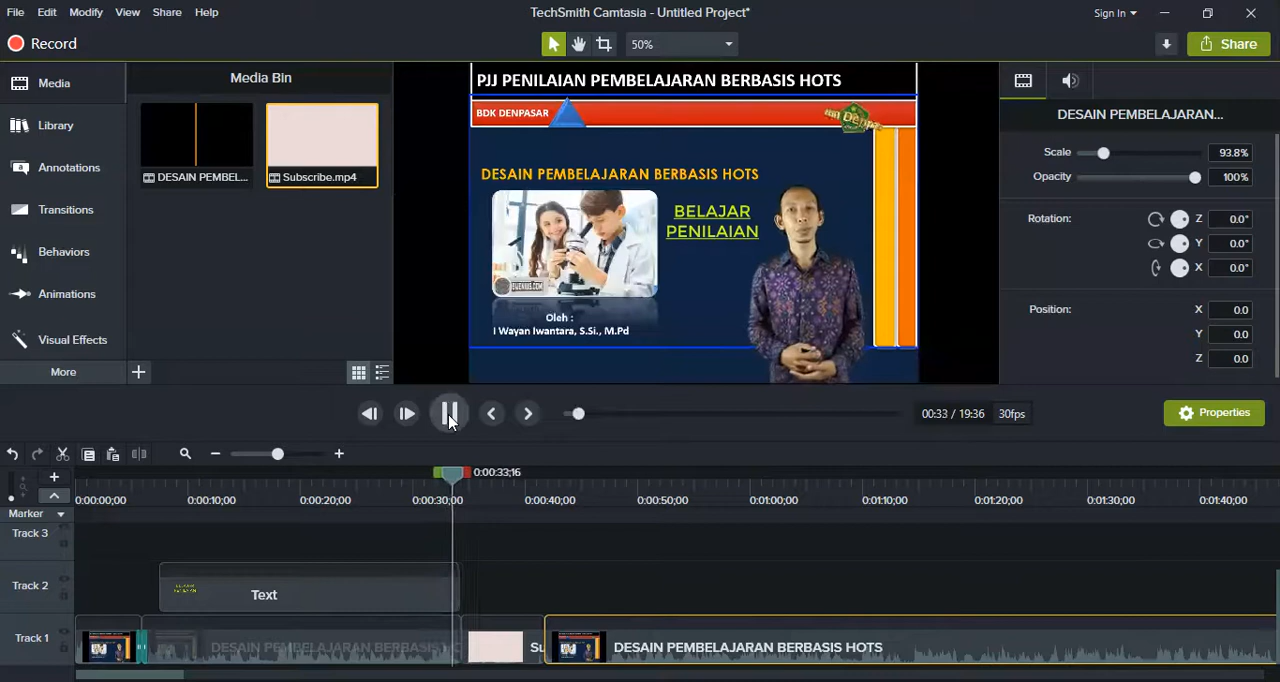 File Edit Modify View Share Help
TechSmith Camtasia - Untitled Project*
Sign In
Record
50%
Share
Media
Library
Annotations
Transitions
Behaviors
Animations
Visual Effects
More
Media Bin
DESAIN PEMBEL...
Subscribe.mp4
PJJ PENILAIAN PEMBELAJARAN BERBASIS HOTS
BDK DENPASAR
DESAIN PEMBELAJARAN BERBASIS HOTS
BELAJAR
PENILAIAN
Oleh :
I Wayan Iwantara, S.Si., M.Pd
DESAIN PEMBELAJARAN...
Scale 93.8%
Opacity 100%
Rotation: Z 0.0°
Y 0.0°
X 0.0°
Position: X 0.0
Y 0.0
Z 0.0
00:33 / 19:36 30fps
Properties
0:00:33;16
0:00:00;00 0:00:10;00 0:00:20;00 0:00:30;00 0:00:40;00 0:00:50;00 0:01:00;00 0:01:10;00 0:01:20;00 0:01:30;00 0:01:40;00
Marker
Track 3
Track 2
Text
Track 1
DESAIN PEMBELAJARAN BERBASIS
Su
DESAIN PEMBELAJARAN BERBASIS HOTS